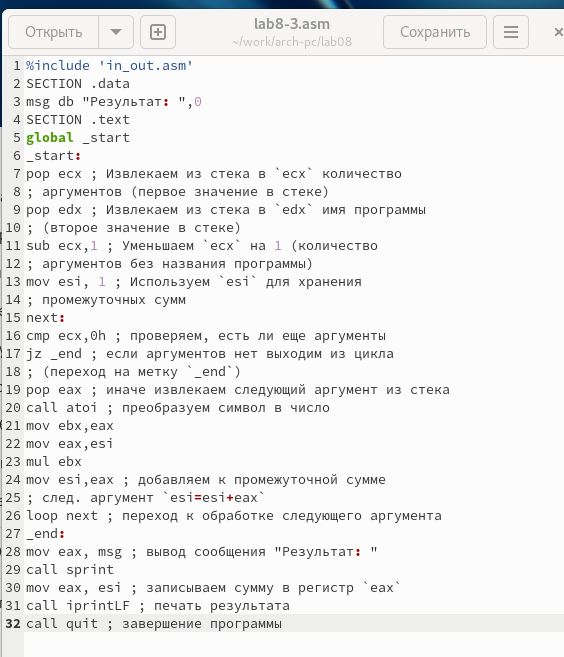 Открыть
lab8-3.asm
~/work/arch-pc/lab08
Сохранить
1 %include 'in_out.asm'
2 SECTION .data
3 msg db "Результат: ",0
4 SECTION .text
5 global _start
6 _start:
7 pop ecx ; Извлекаем из стека в `ecx` количество
8 ; аргументов (первое значение в стеке)
9 pop edx ; Извлекаем из стека в `edx` имя программы
10 ; (второе значение в стеке)
11 sub ecx,1 ; Уменьшаем `ecx` на 1 (количество
12 ; аргументов без названия программы)
13 mov esi, 1 ; Используем `esi` для хранения
14 ; промежуточных сумм
15 next:
16 cmp ecx,0h ; проверяем, есть ли еще аргументы
17 jz _end ; если аргументов нет выходим из цикла
18 ; (переход на метку `_end`)
19 pop eax ; иначе извлекаем следующий аргумент из стека
20 call atoi ; преобразуем символ в число
21 mov ebx,eax
22 mov eax,esi
23 mul ebx
24 mov esi,eax ; добавляем к промежуточной сумме
25 ; след. аргумент `esi=esi+eax`
26 loop next ; переход к обработке следующего аргумента
27 _end:
28 mov eax, msg ; вывод сообщения "Результат: "
29 call sprint
30 mov eax, esi ; записываем сумму в регистр `eax`
31 call iprintLF ; печать результата
32 call quit ; завершение программы